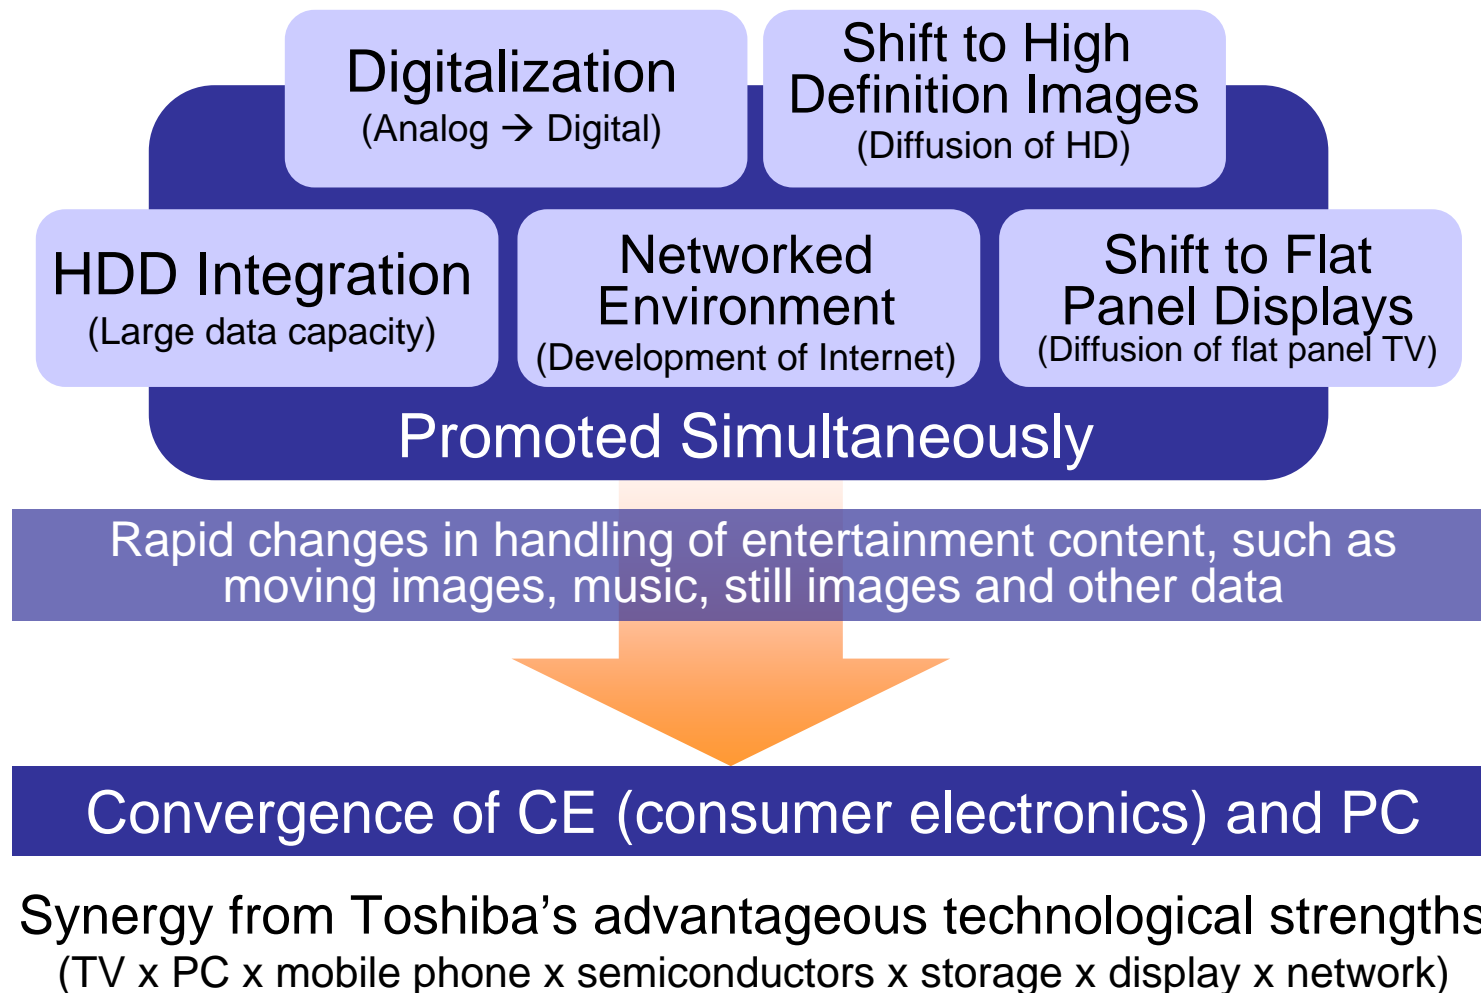 Digitalization
(Analog → Digital)
Shift to High
Definition Images
(Diffusion of HD)
HDD Integration
(Large data capacity)
Networked
Environment
(Development of Internet)
Shift to Flat
Panel Displays
(Diffusion of flat panel TV)
Promoted Simultaneously
Rapid changes in handling of entertainment content, such as
moving images, music, still images and other data
Convergence of CE (consumer electronics) and PC
Synergy from Toshiba’s advantageous technological strengths
(TV x PC x mobile phone x semiconductors x storage x display x network)